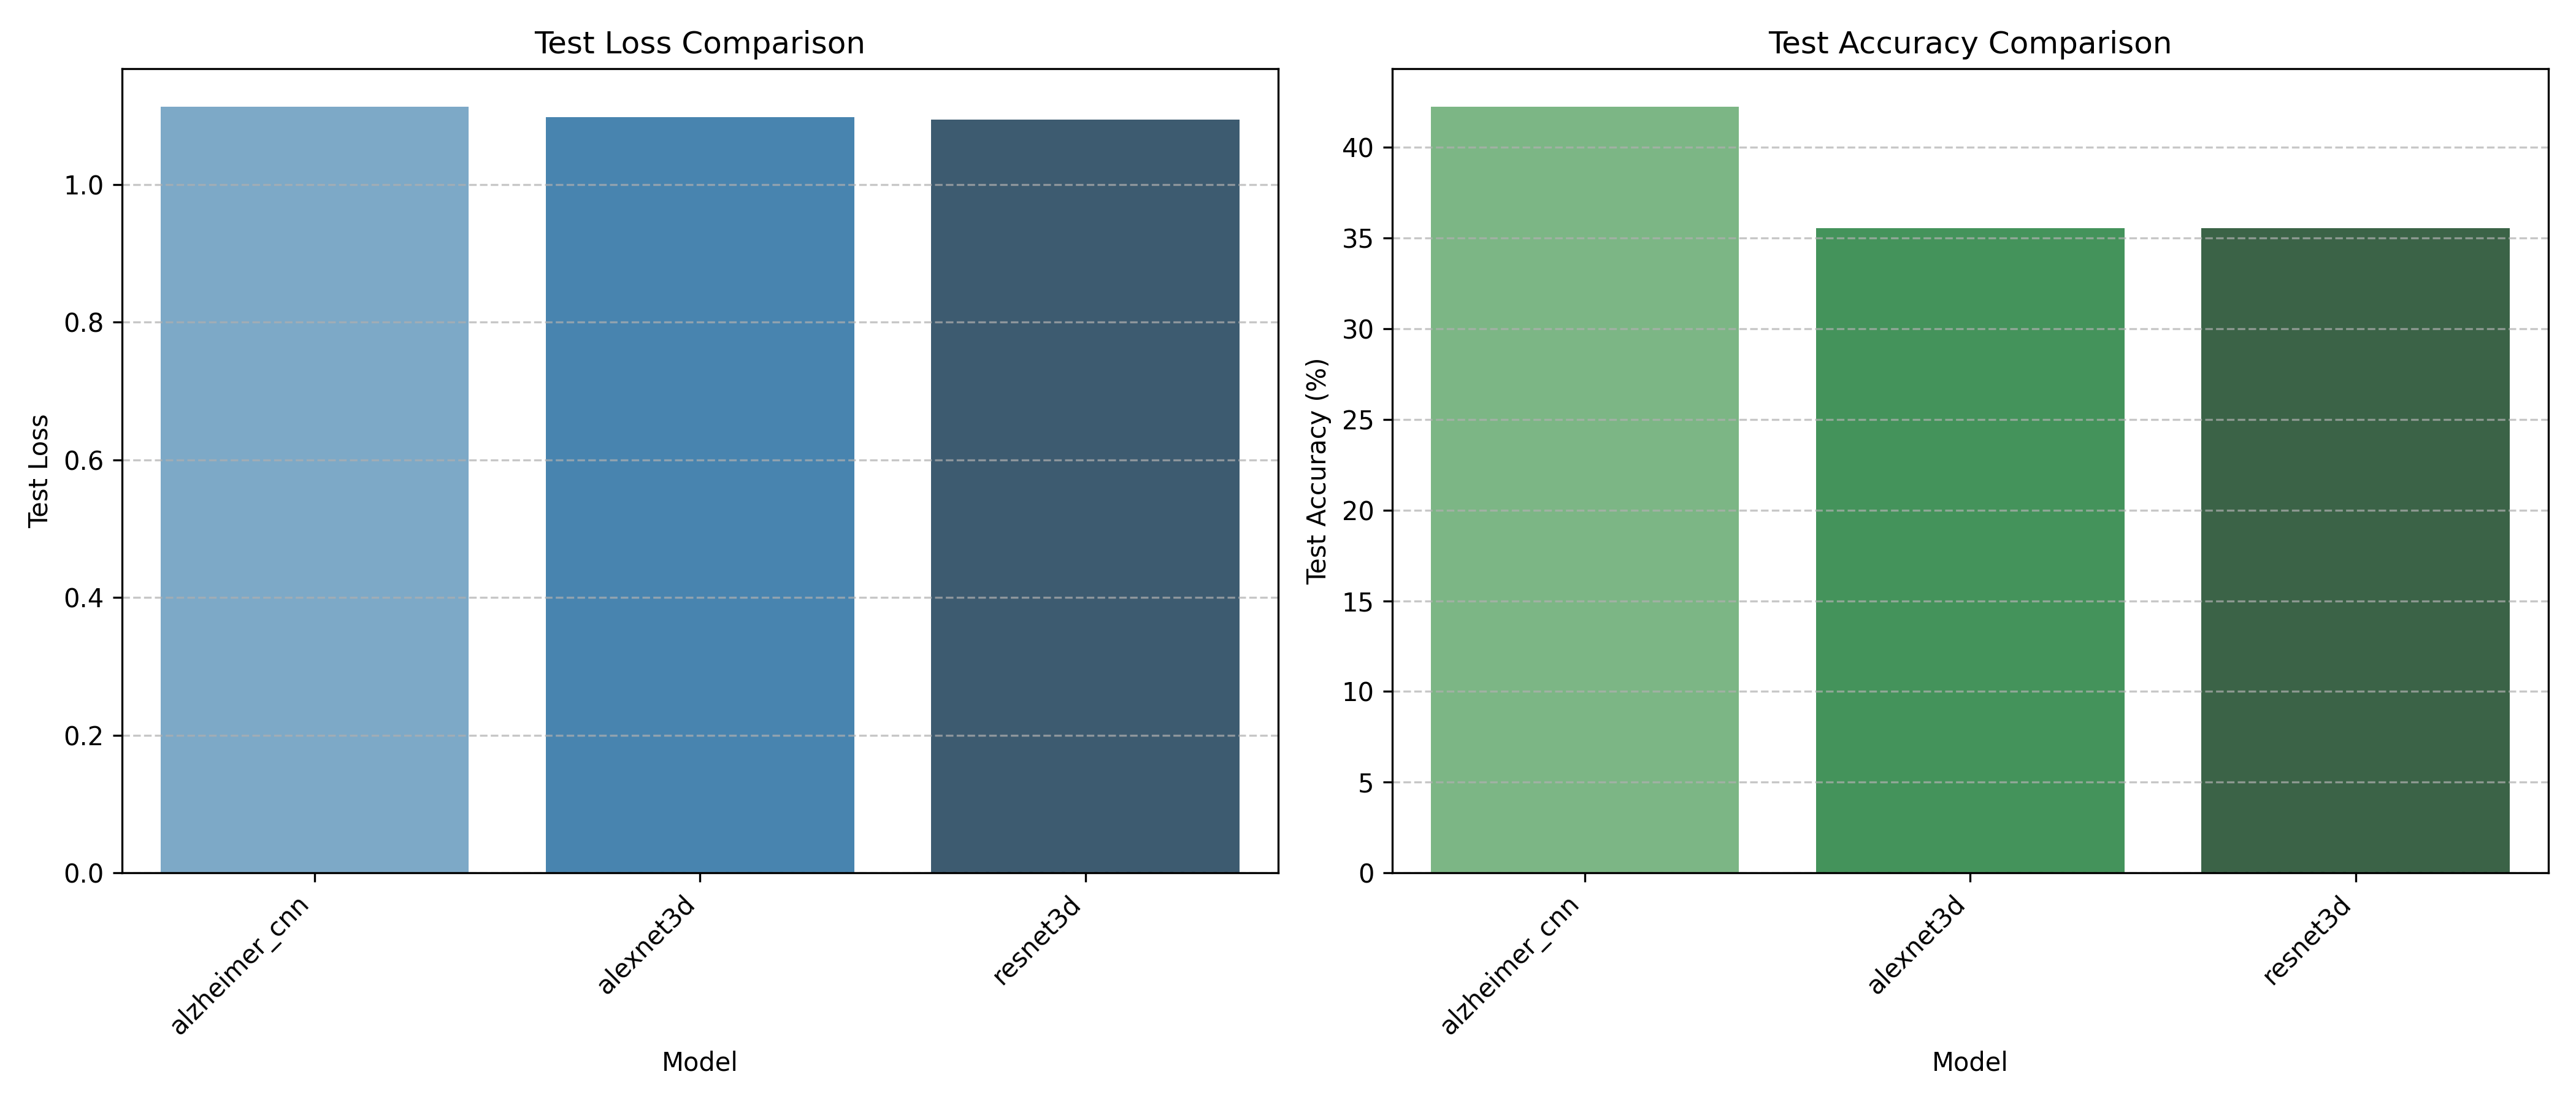 Test Loss Comparison
Test Loss
1.0
0.8
0.6
0.4
0.2
0.0
alzheimer_cnn
alexnet3d
resnet3d
Model
Test Accuracy Comparison
Test Accuracy (%)
40
35
30
25
20
15
10
5
0
alzheimer_cnn
alexnet3d
resnet3d
Model